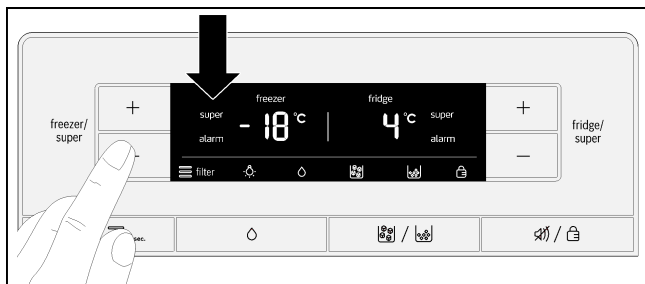 freezer
fridge
super
super
- 18 °C
4 °C
alarm
alarm
filter
freezer/
super
+
+
−
fridge/
super
sec.
/
/